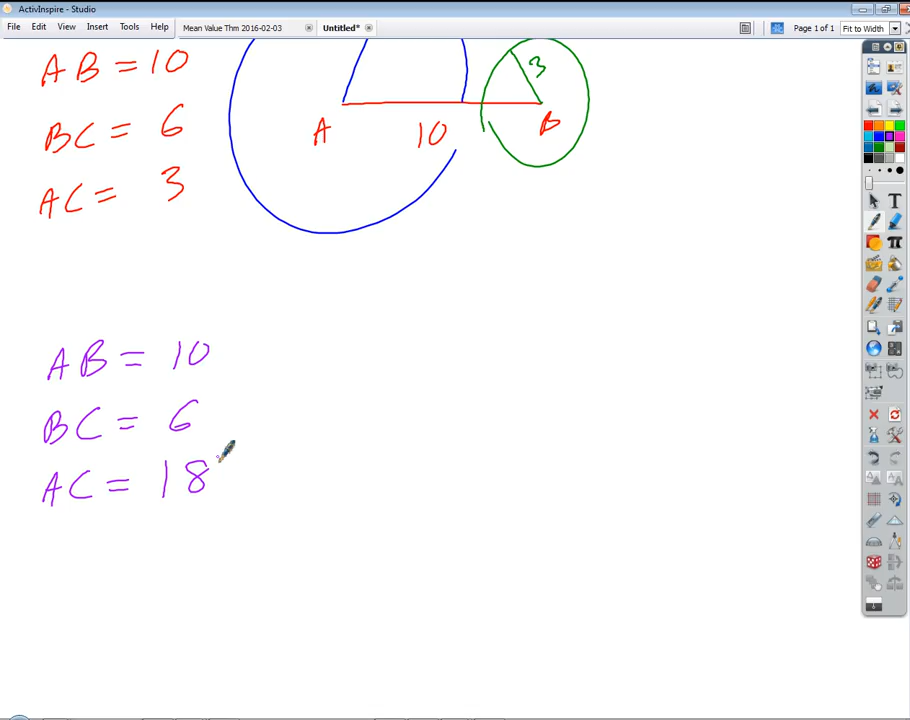 ActivInspire - Studio
File Edit View Insert Tools Help Mean Value Thm 2016-02-03 Untitled* Page 1 of 1 Fit to Width
AB = 10
BC = 6
AC = 3
3
A 10 B
AB = 10
BC = 6
AC = 18